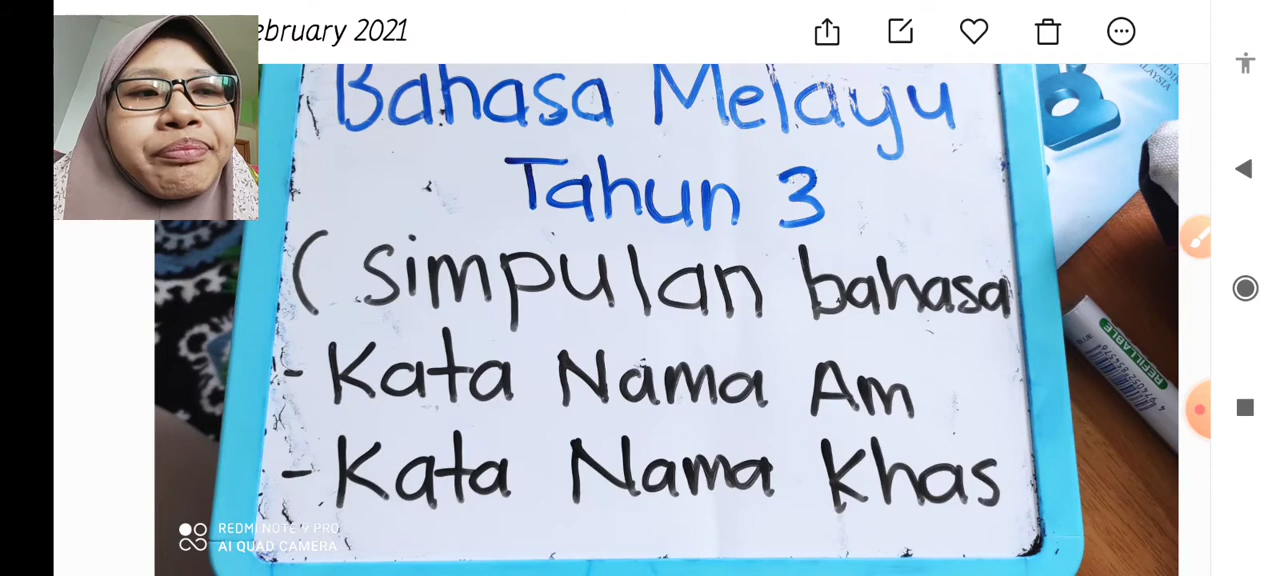 ebruary 2021
Bahasa Melayu
Tahun 3
( simpulan bahasa
- Kata Nama Am
- Kata Nama Khas
REFILLABLE
REDMI NOTE 9 PRO
AI QUAD CAMERA